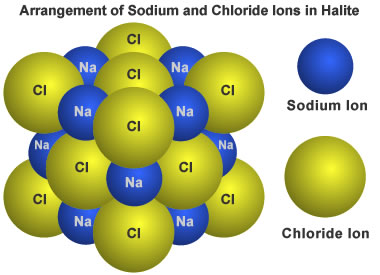 Arrangement of Sodium and Chloride Ions in Halite
Cl
Na Na
Cl
Cl Cl
Na Na
Cl
Na Na
Cl Cl
Na
Cl Cl
Na Na
Cl
Sodium Ion
Chloride Ion